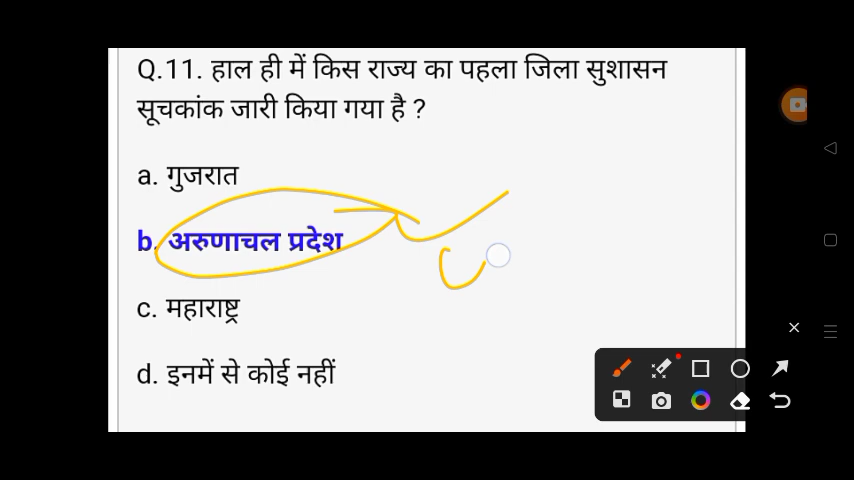 Q.11. हाल ही में किस राज्य का पहला जिला सुशासन
सूचकांक जारी किया गया है ?
a. गुजरात
b. अरुणाचल प्रदेश
c. महाराष्ट्र
d. इनमें से कोई नहीं